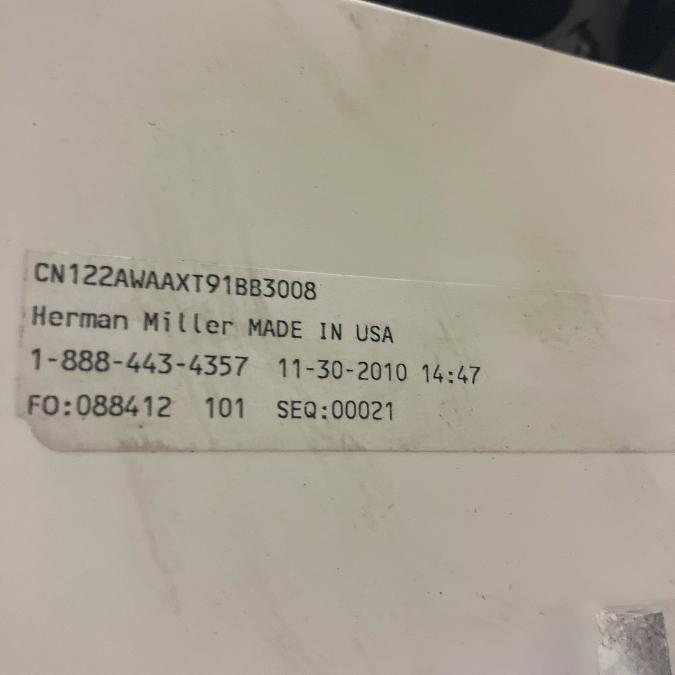 CN122AWAAXT91BB3008
Herman Miller MADE IN USA
1-888-443-4357 11-30-2010 14:47
FO:088412 101 SEQ:00021